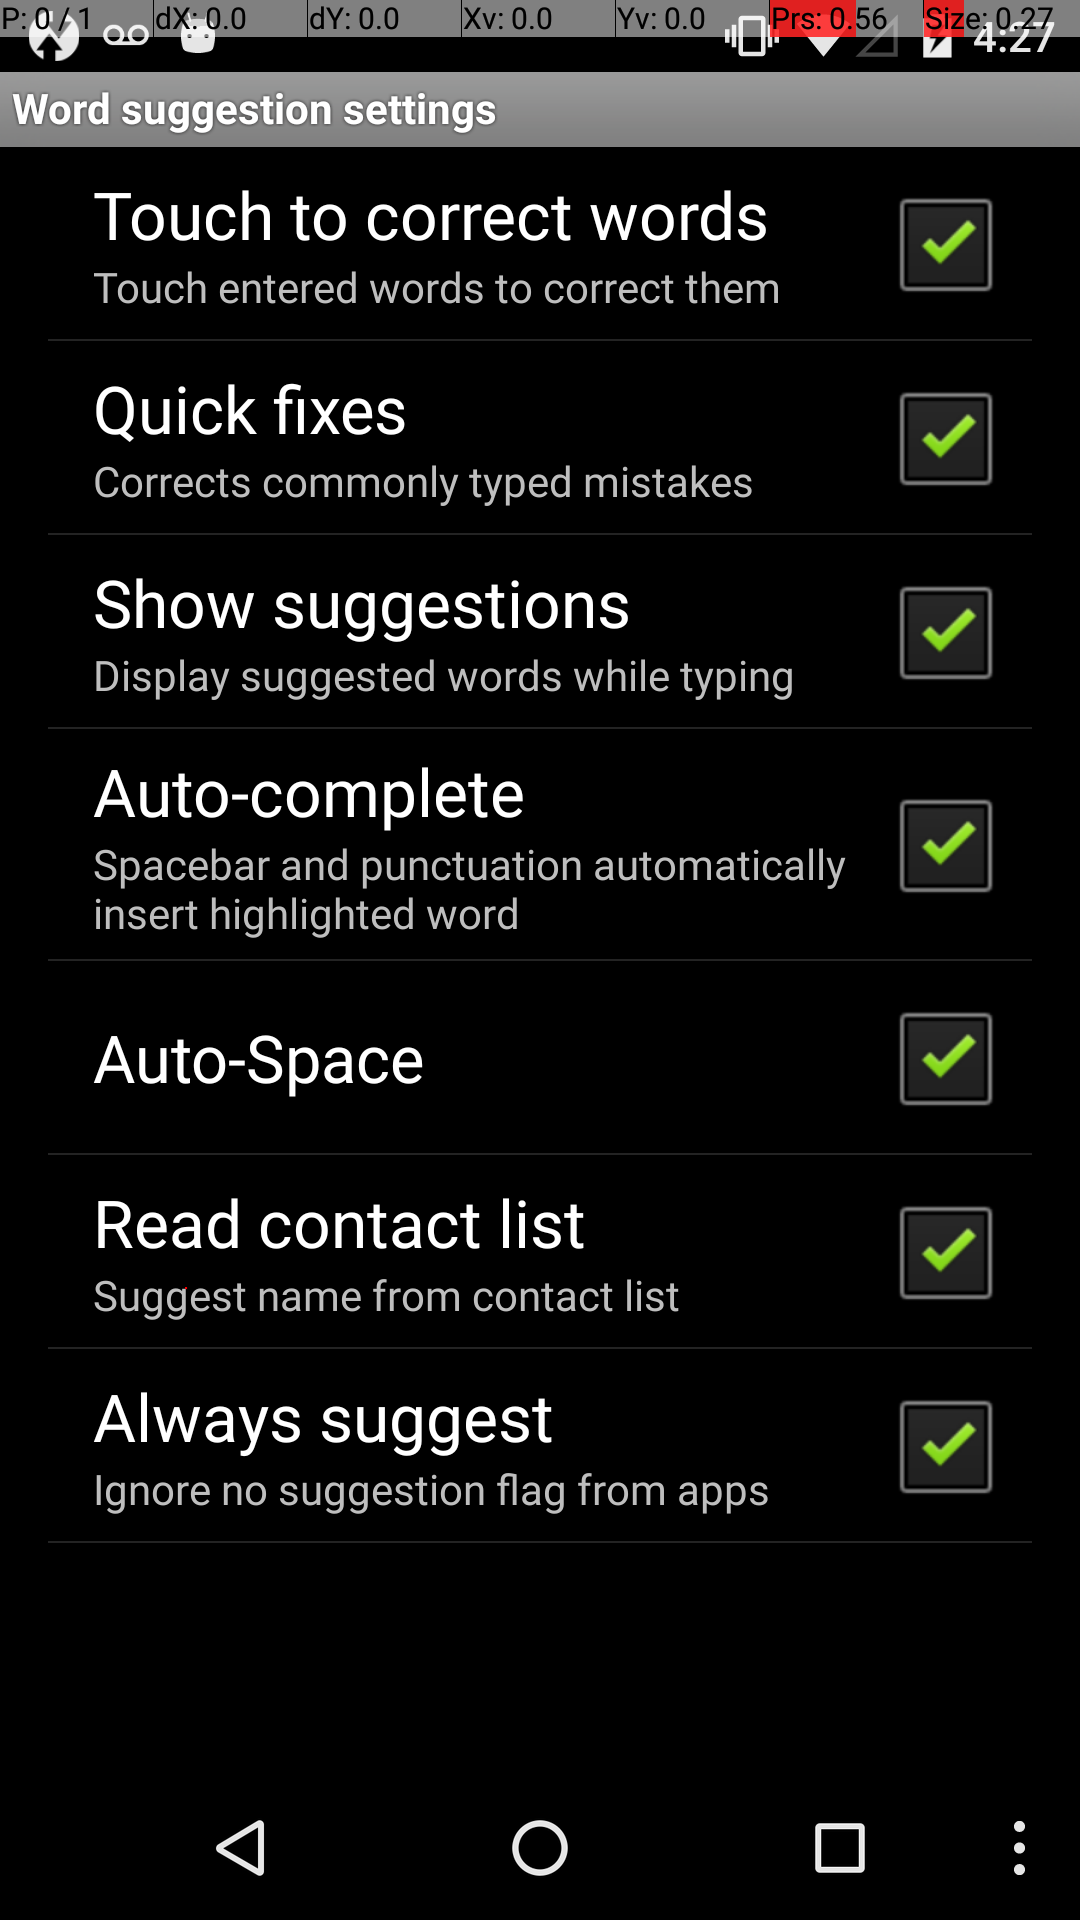 P: 0 / 1 dX: 0.0 dY: 0.0 Xv: 0.0 Yv: 0.0 Prs: 0.56 Size: 0.27
4:27
Word suggestion settings
Touch to correct words
Touch entered words to correct them
Quick fixes
Corrects commonly typed mistakes
Show suggestions
Display suggested words while typing
Auto-complete
Spacebar and punctuation automatically
insert highlighted word
Auto-Space
Read contact list
Suggest name from contact list
Always suggest
Ignore no suggestion flag from apps